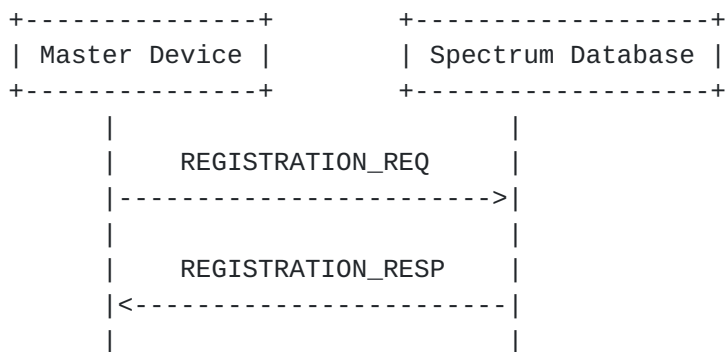 Master Device
Spectrum Database
REGISTRATION_REQ
REGISTRATION_RESP